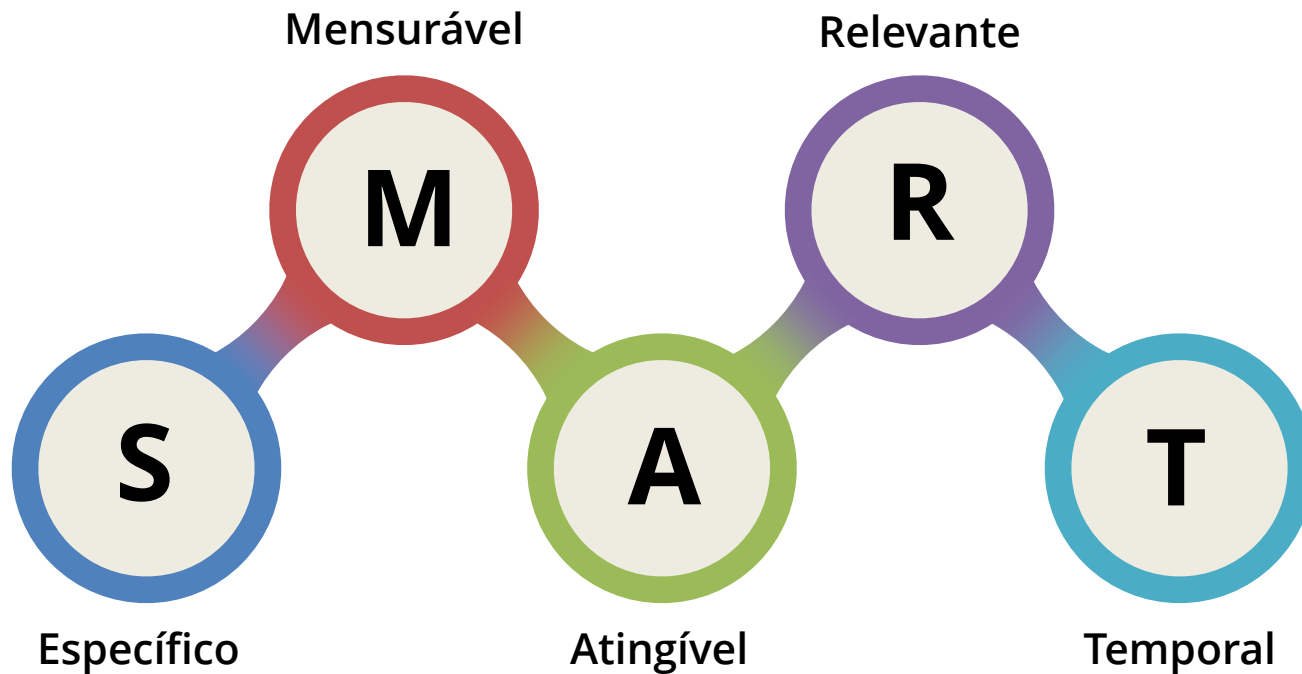 Mensurável
Relevante
M
R
S
A
T
Específico
Atingível
Temporal